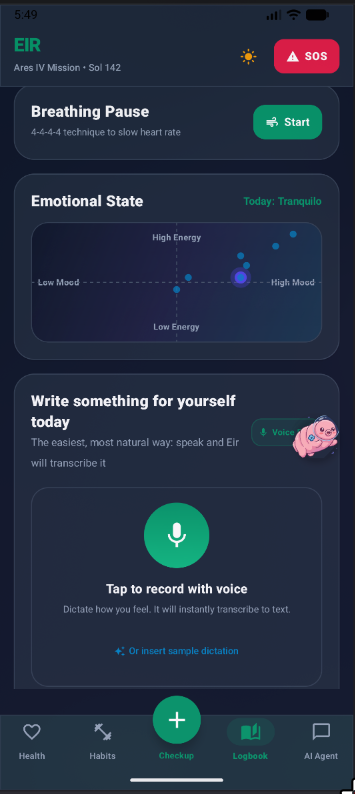 5:49
EIR
Ares IV Mission • Sol 142
SOS
Breathing Pause
4-4-4-4 technique to slow heart rate
Start
Emotional State
Today: Tranquilo
High Energy
Low Mood
High Mood
Low Energy
Write something for yourself
today
The easiest, most natural way: speak and Eir
will transcribe it
Voice
Tap to record with voice
Dictate how you feel. It will instantly transcribe to text.
Or insert sample dictation
Health
Habits
Checkup
Logbook
AI Agent